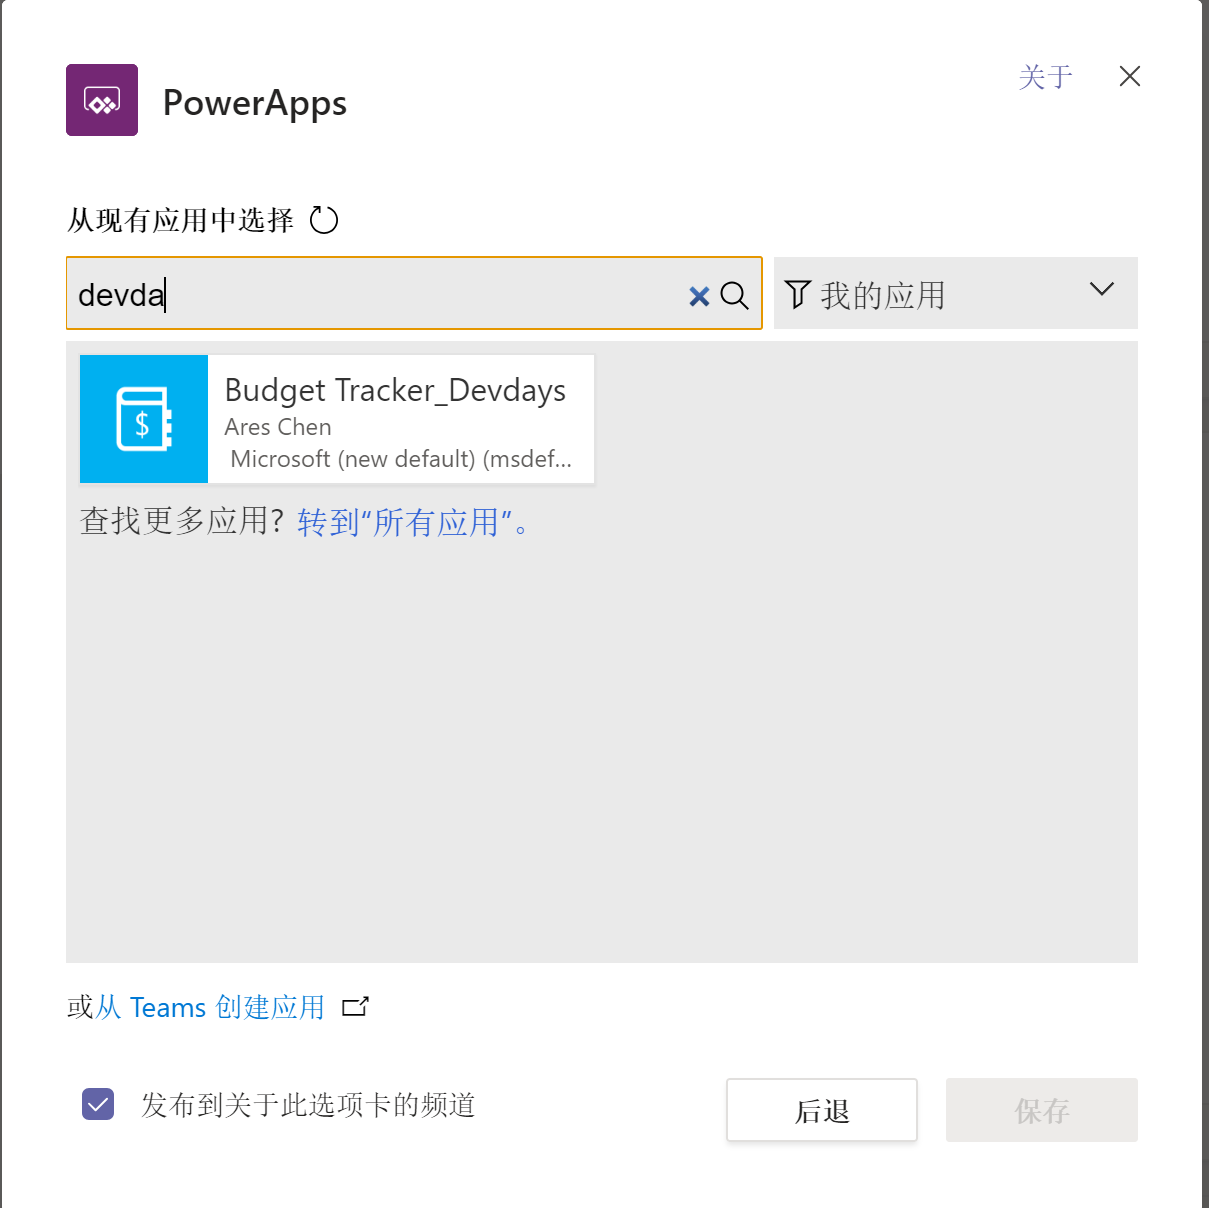 关于
PowerApps
从现有应用中选择
devda
我的应用
Budget Tracker_Devdays
Ares Chen
Microsoft (new default) (msdef...
查找更多应用? 转到“所有应用”。
或从 Teams 创建应用
发布到关于此选项卡的频道
后退
保存